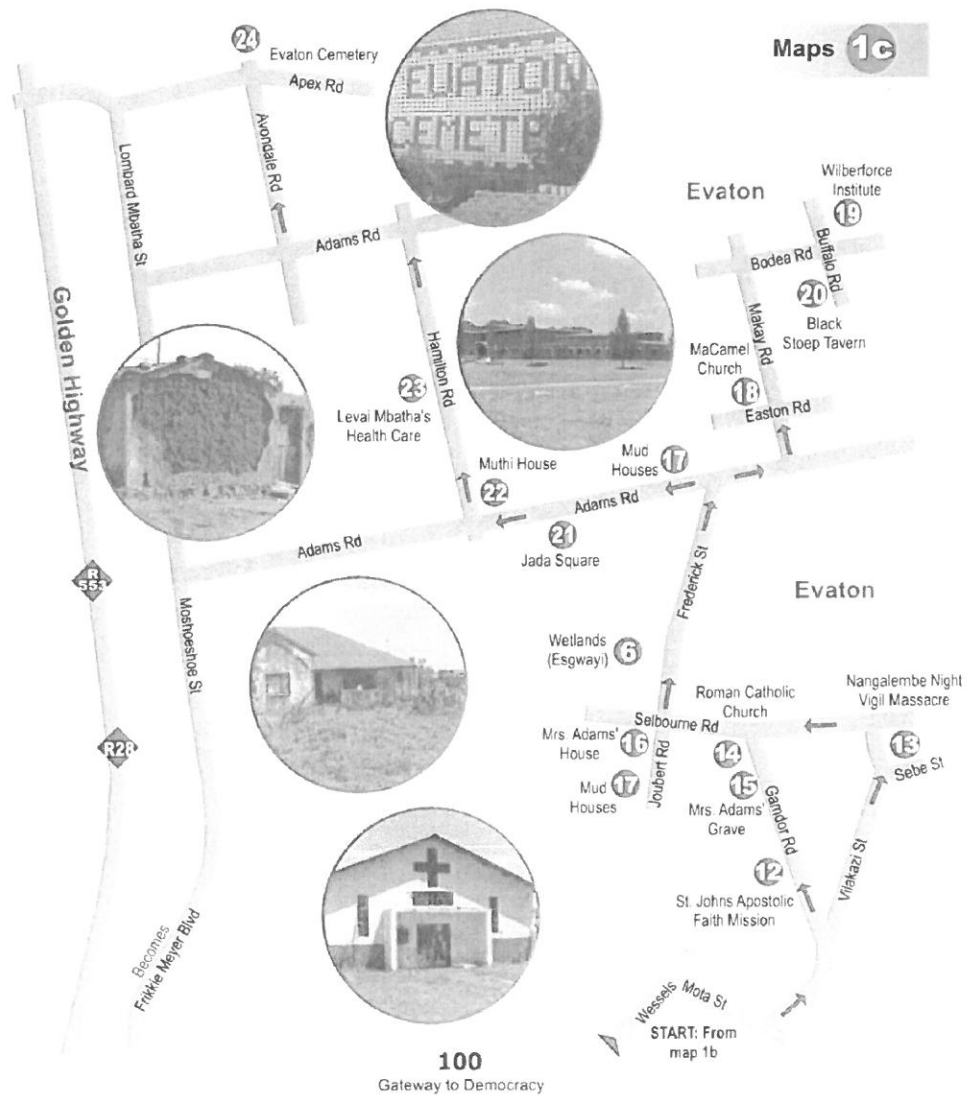 Maps 1c
24
Evaton Cemetery
Apex Rd
EVATON
CEMETE
Lombard Mbatha St
Avondale Rd
Adams Rd
Golden Highway
Hamilton Rd
23
Levai Mbatha's
Health Care
Evaton
Wilberforce
Institute
19
Bodea Rd
Buffalo Rd
20
Black
Stoep Tavern
Makay Rd
MaCamel
Church
18
Easton Rd
Mud
Houses
17
Muthi House
22
Adams Rd
21
Jada Square
Adams Rd
R
553
Moshoeshoe St
Frederick St
Evaton
Wetlands
(Esgwayi)
6
Roman Catholic
Church
Nangalembe Night
Vigil Massacre
Selbourne Rd
13
Sebe St
Mrs. Adams'
House
16
14
R28
Mud
Houses
17
Joubert Rd
15
Mrs. Adams'
Grave
Gamdor Rd
Vilakazi St
12
St. Johns Apostolic
Faith Mission
Becomes
Frikkie Meyer Blvd
Wessels
Mota St
START: From
map 1b
100
Gateway to Democracy